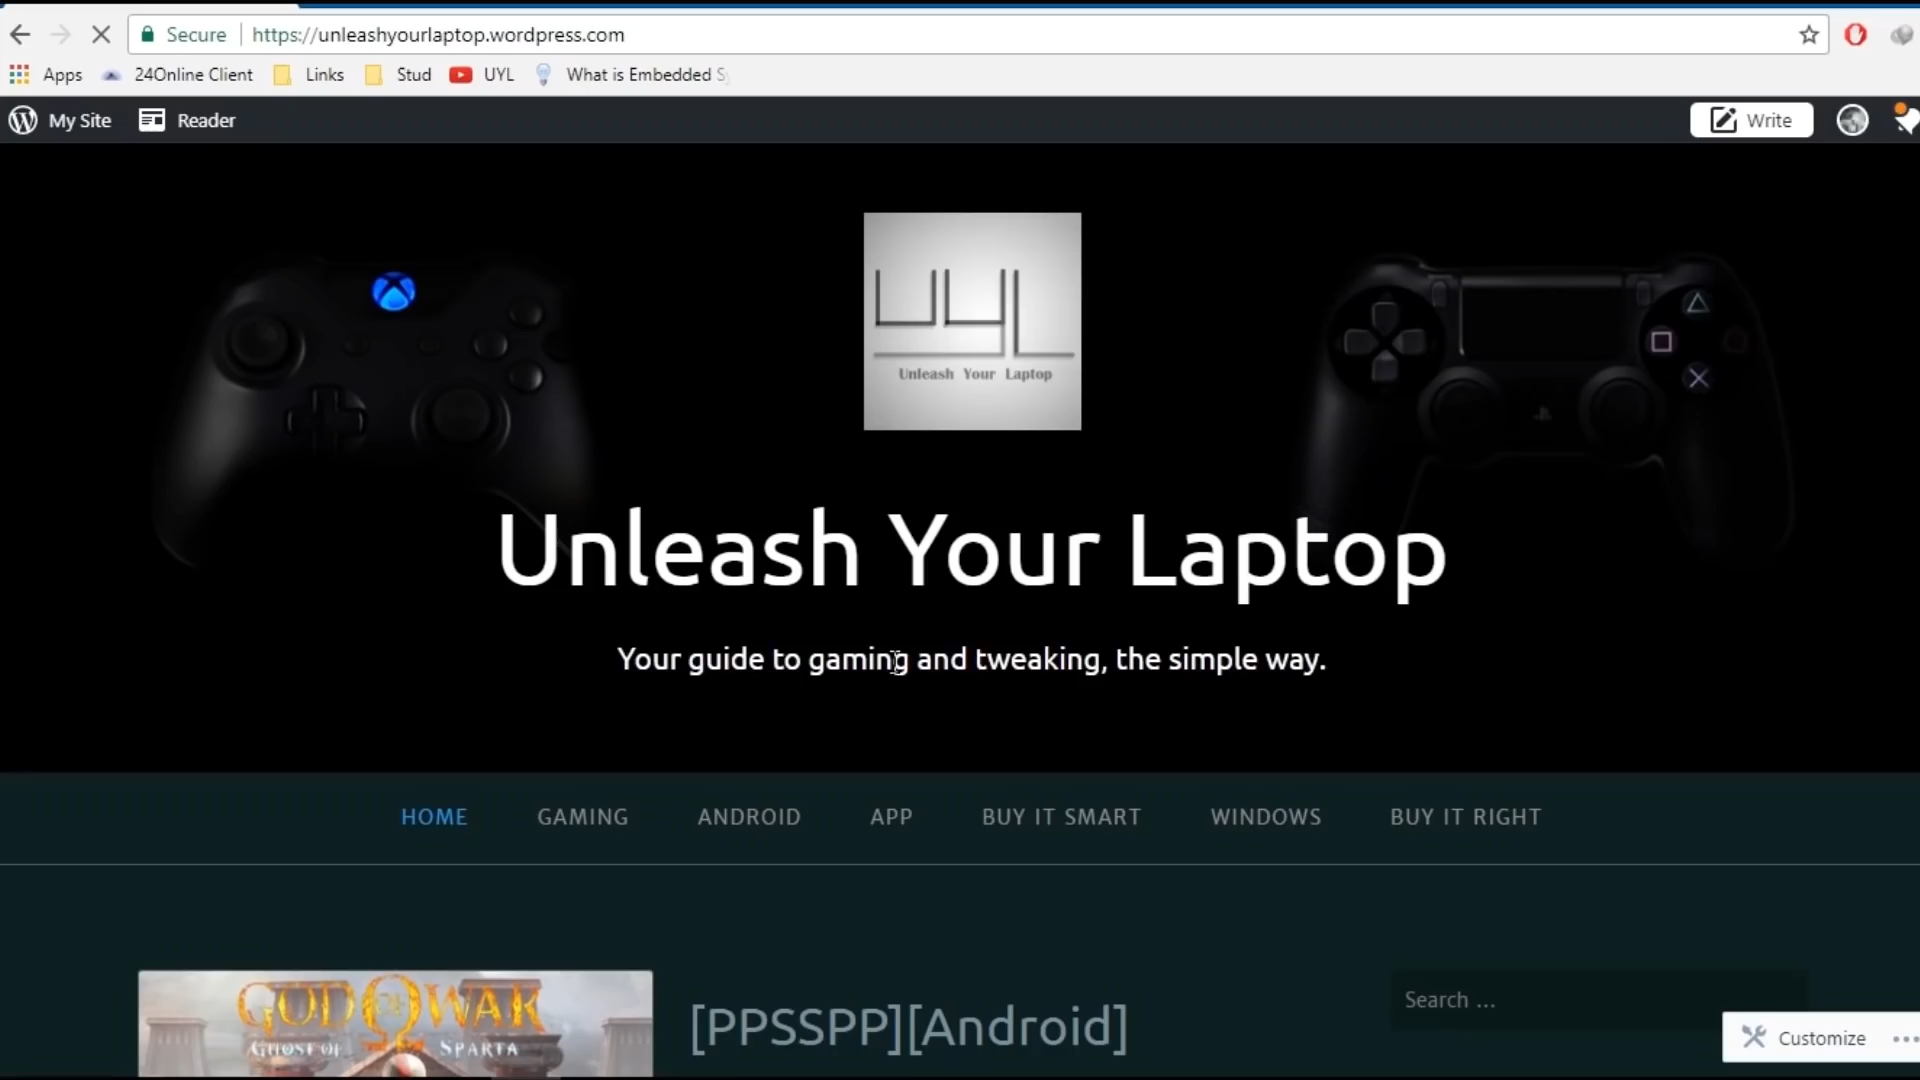 Secure https://unleashyourlaptop.wordpress.com
Apps 24Online Client Links Stud UYL What is Embedded S
My Site Reader Write
UYL
Unleash Your Laptop
Unleash Your Laptop
Your guide to gaming and tweaking, the simple way.
HOME GAMING ANDROID APP BUY IT SMART WINDOWS BUY IT RIGHT
GOD OF WAR
GHOST OF SPARTA
[PPSSPP][Android]
Search ...
Customize